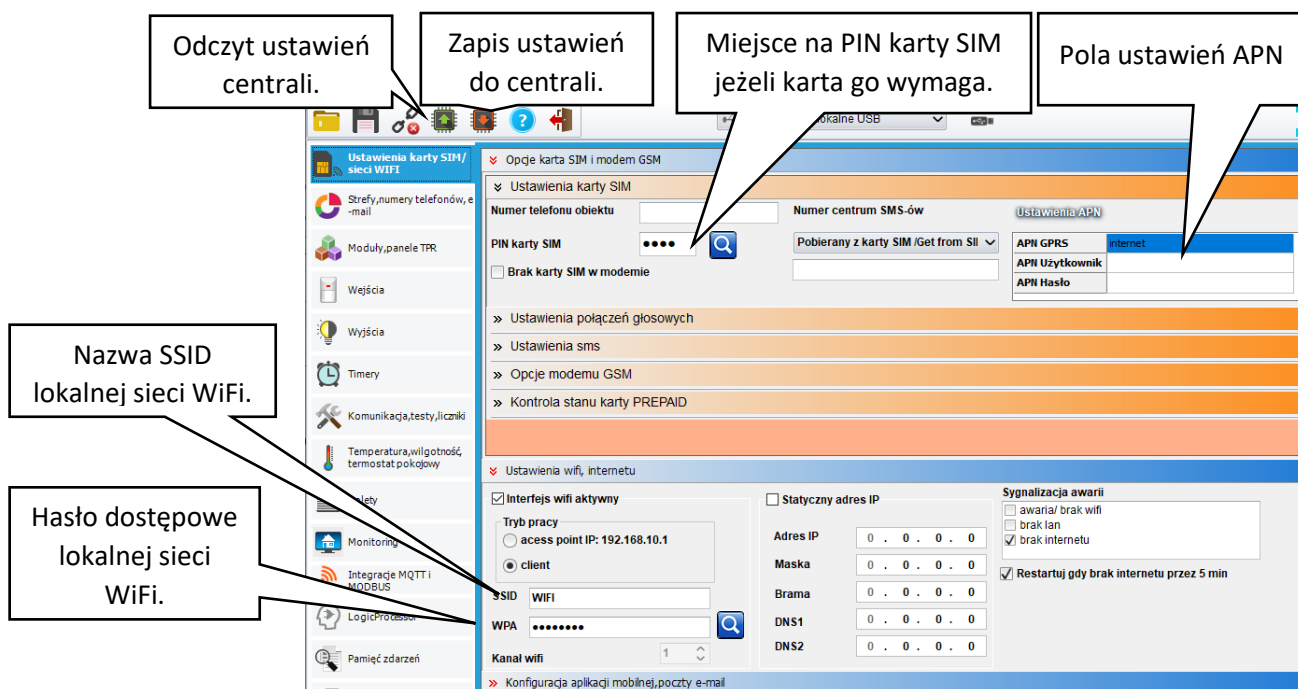 Odczyt ustawień
centrali.
Zapis ustawień
do centrali.
Miejsce na PIN karty SIM
jeżeli karta go wymaga.
Pola ustawień APN
USB
Ustawienia karty SIM/
sieci WIFI
Strefy,numery telefonów, e
-mail
Moduły,panele TPR
Wejścia
Wyjścia
Timery
Komunikacja,testy,liczniki
Temperatura,wilgotność,
termostat pokojowy
Monitoring
Integracje MQTT i
MODBUS
LogicProcessor
Pamięć zdarzeń
Nazwa SSID
lokalnej sieci WiFi.
Hasło dostępowe
lokalnej sieci
WiFi.
Opcje karta SIM i modem GSM
Ustawienia karty SIM
Numer telefonu obiektu
Numer centrum SMS-ów
Ustawienia APN
PIN karty SIM
Pobierany z karty SIM /Get from SI
APN GPRS internet
APN Użytkownik
APN Hasło
Brak karty SIM w modemie
Ustawienia połączeń głosowych
Ustawienia sms
Opcje modemu GSM
Kontrola stanu karty PREPAID
Ustawienia wifi, internetu
Interfejs wifi aktywny
Tryb pracy
acess point IP: 192.168.10.1
client
SSID WIFI
WPA ••••••••
Kanał wifi 1
Statyczny adres IP
Adres IP 0 . 0 . 0 . 0
Maska 0 . 0 . 0 . 0
Brama 0 . 0 . 0 . 0
DNS1 0 . 0 . 0 . 0
DNS2 0 . 0 . 0 . 0
Sygnalizacja awarii
awaria/ brak wifi
brak lan
brak internetu
Restartuj gdy brak internetu przez 5 min
Konfiguracja aplikacji mobilnej,poczty e-mail